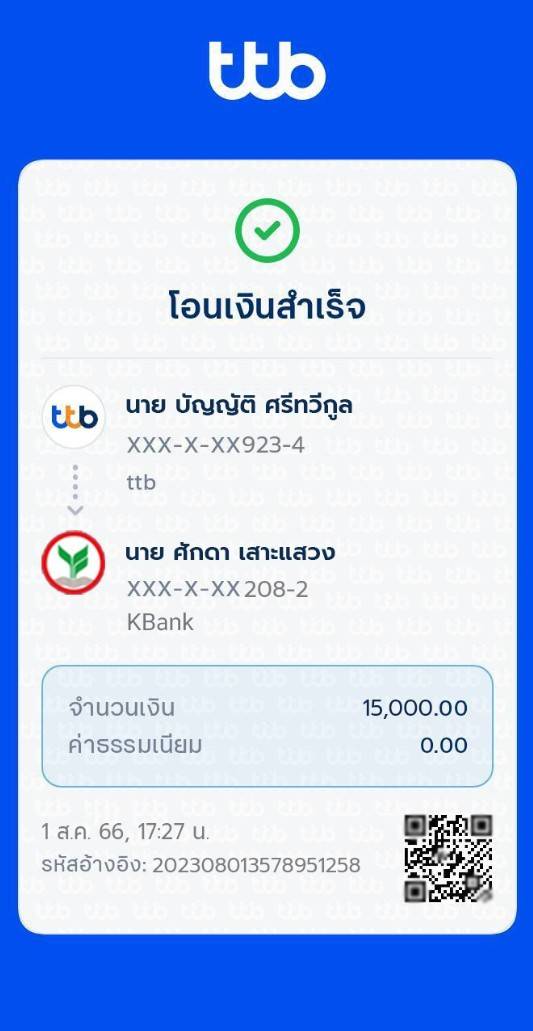 ttb
โอนเงินสำเร็จ
ttb
นาย บัญญัติ ศรีทวีกูล
XXX-X-XX923-4
ttb
นาย ศักดา เสาะแสวง
XXX-X-XX208-2
KBank
จำนวนเงิน 15,000.00
ค่าธรรมเนียม 0.00
1 ส.ค. 66, 17:27 น.
รหัสอ้างอิง: 202308013578951258